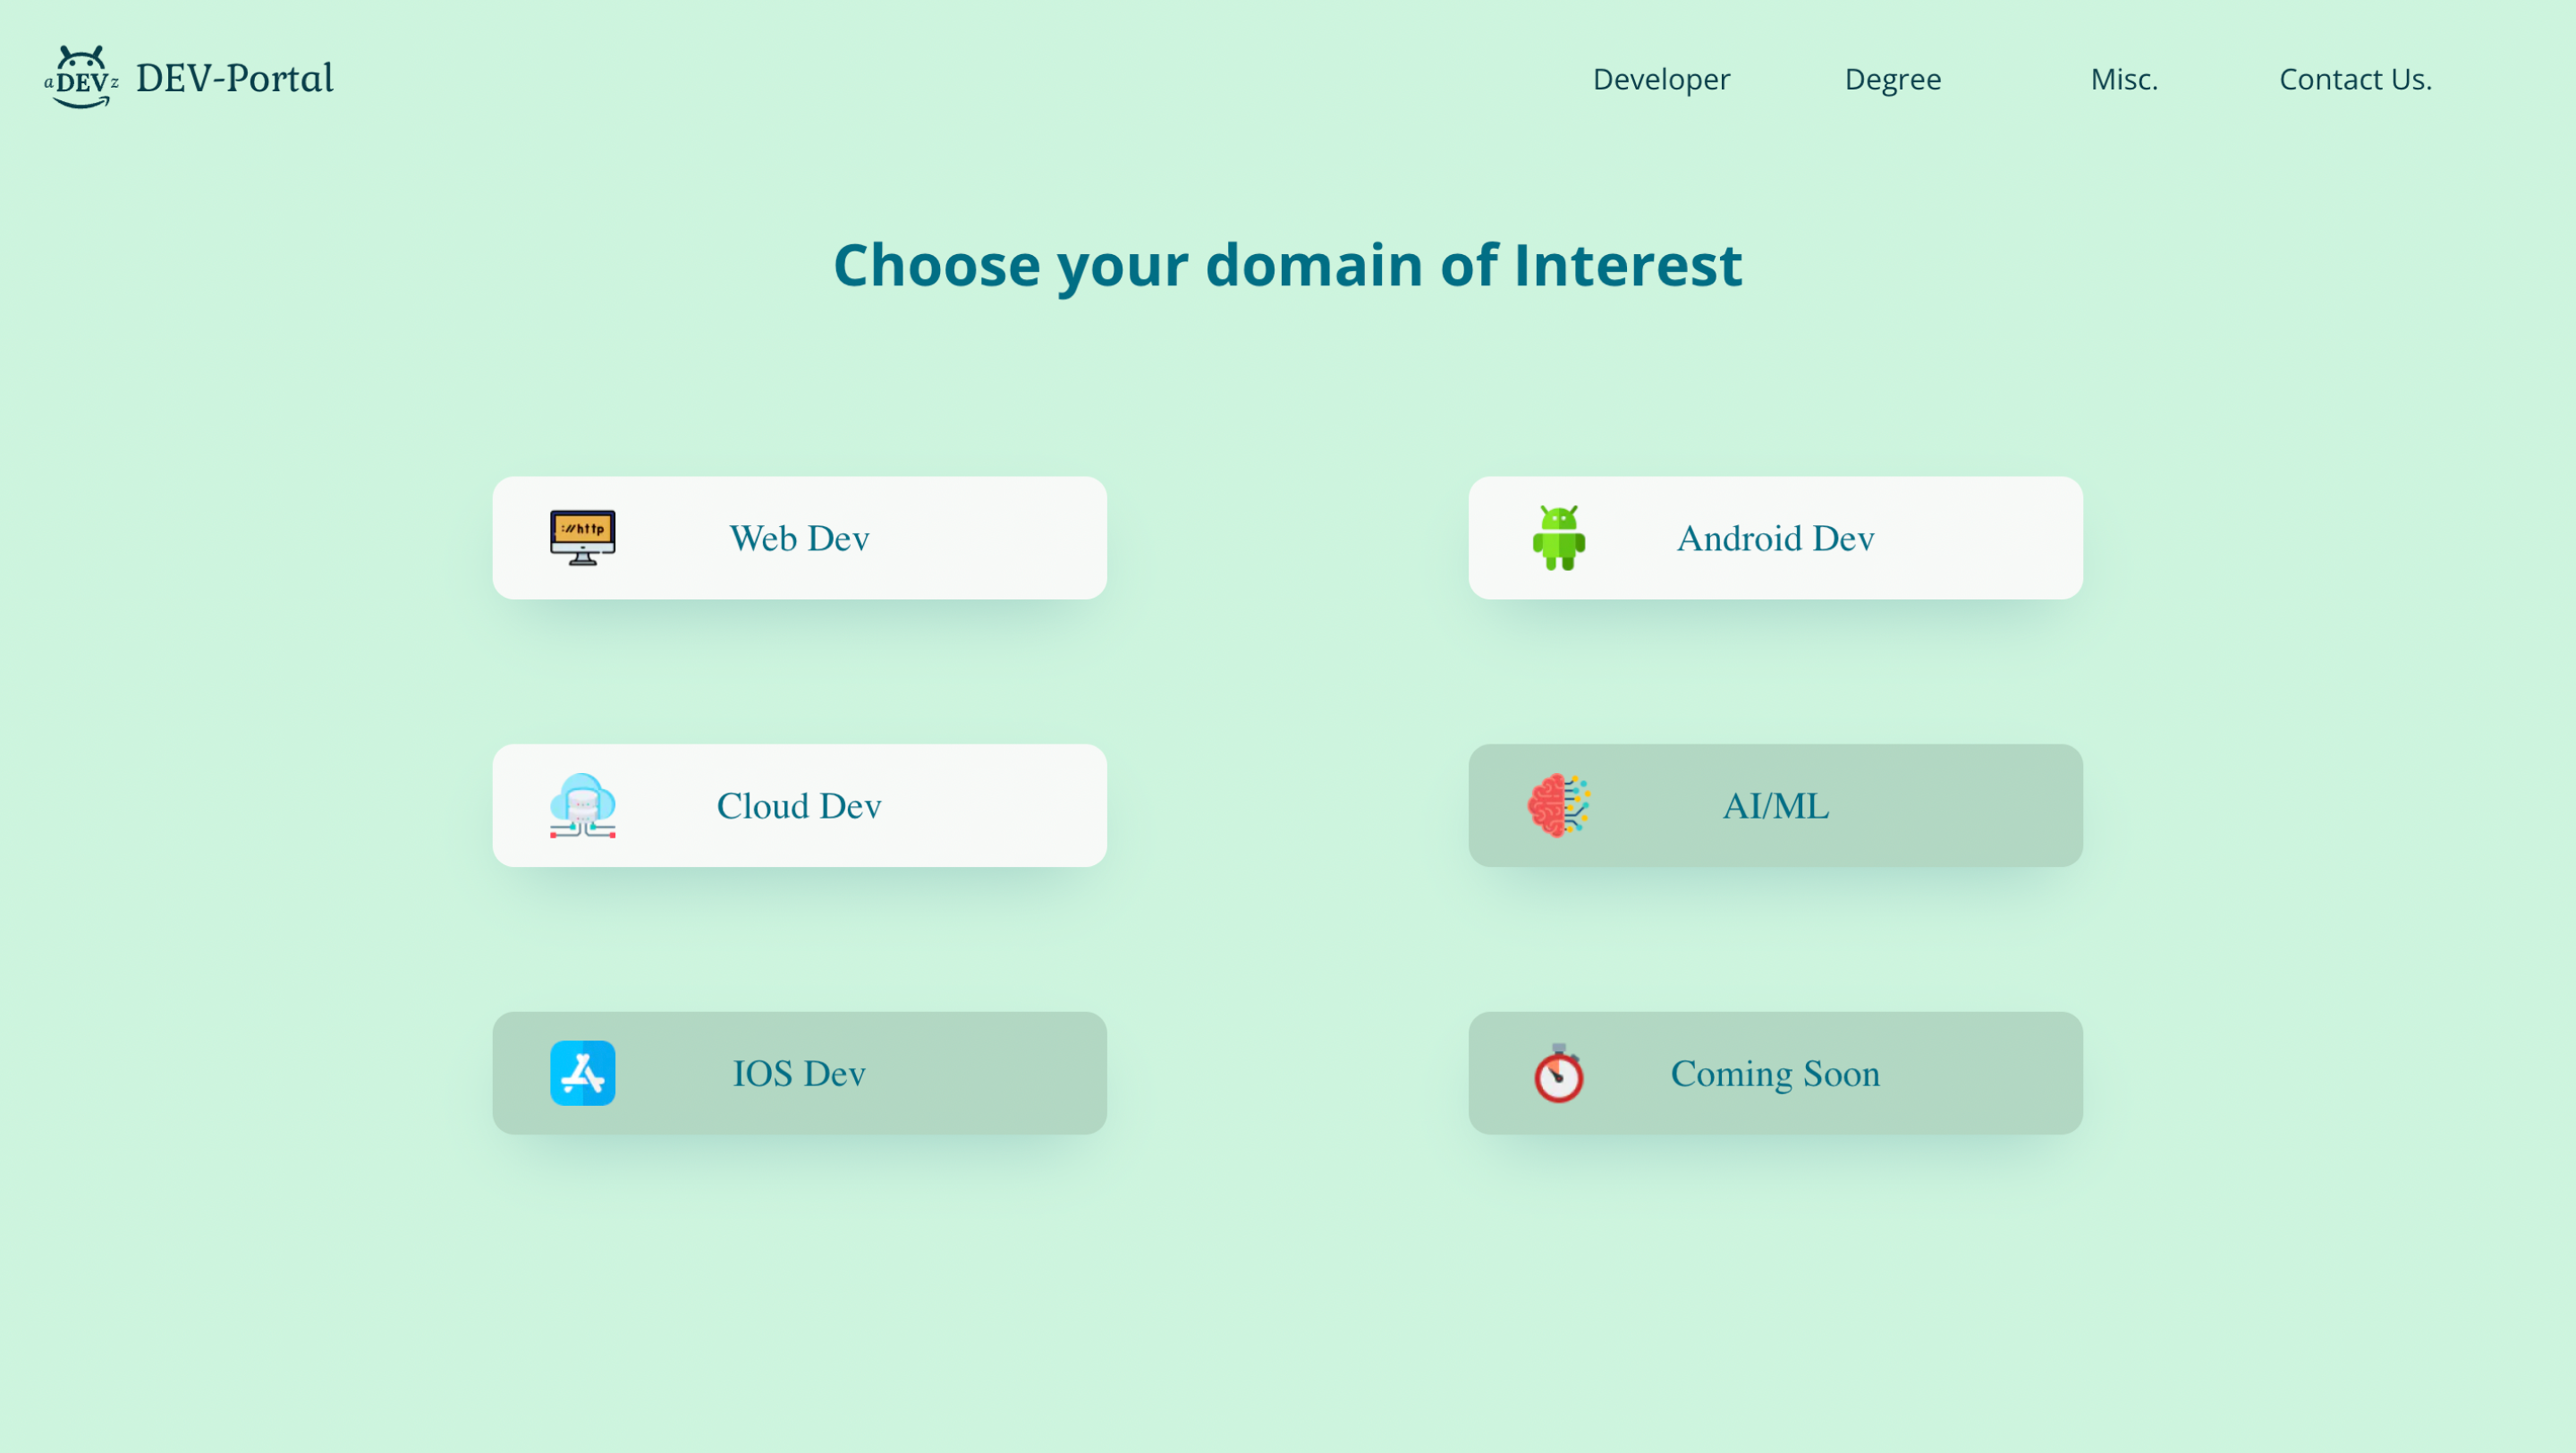 aDEVz DEV-Portal Developer Degree Misc. Contact Us.
Choose your domain of Interest
://http Web Dev Android Dev
Cloud Dev AI/ML
IOS Dev Coming Soon